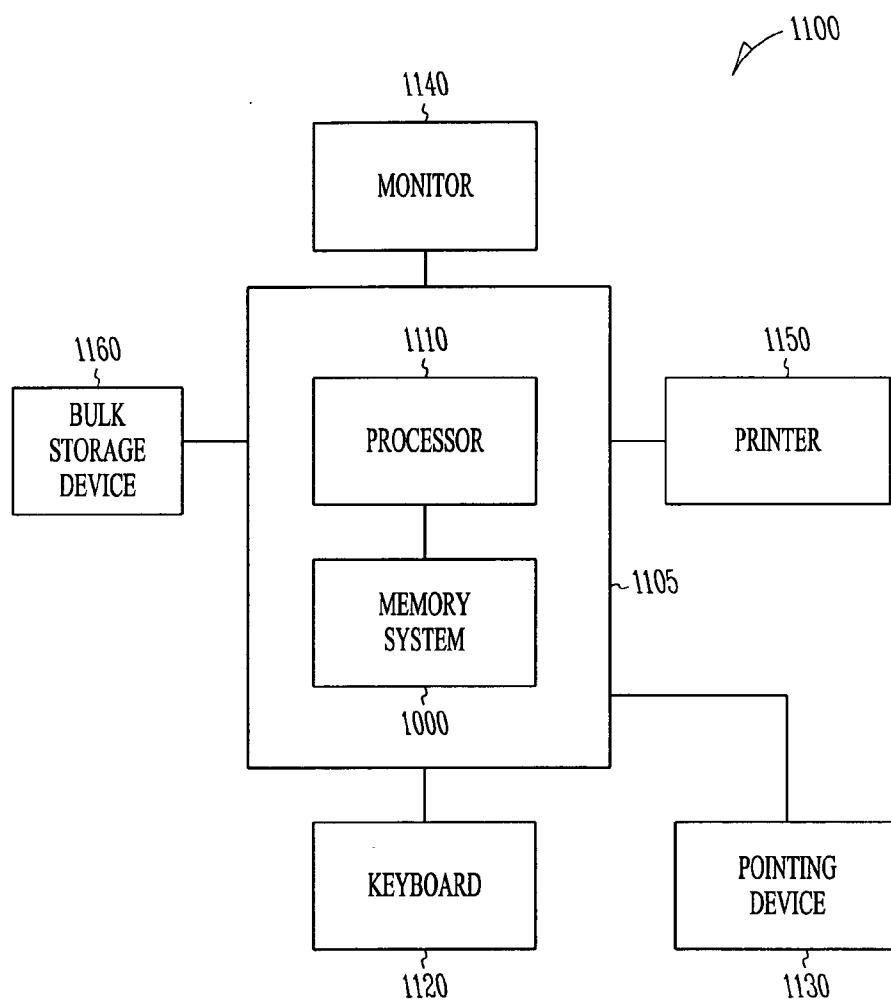 1100
1140
MONITOR
1160
BULK
STORAGE
DEVICE
1110
PROCESSOR
1150
PRINTER
MEMORY
SYSTEM
1105
1000
KEYBOARD
1120
POINTING
DEVICE
1130